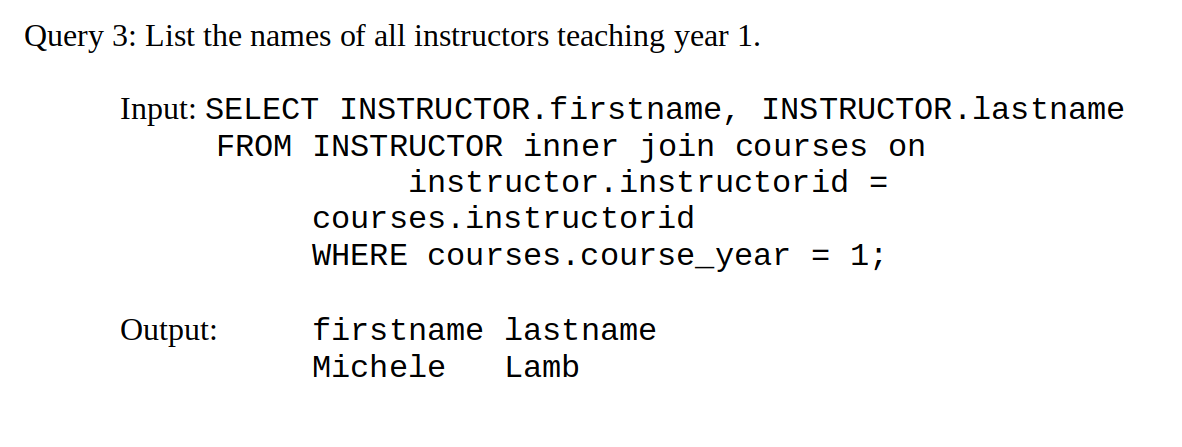 Query 3: List the names of all instructors teaching year 1.
Input: SELECT INSTRUCTOR.firstname, INSTRUCTOR.lastname
FROM INSTRUCTOR inner join courses on
instructor.instructorid =
courses.instructorid
WHERE courses.course_year = 1;
Output: firstname lastname
Michele Lamb